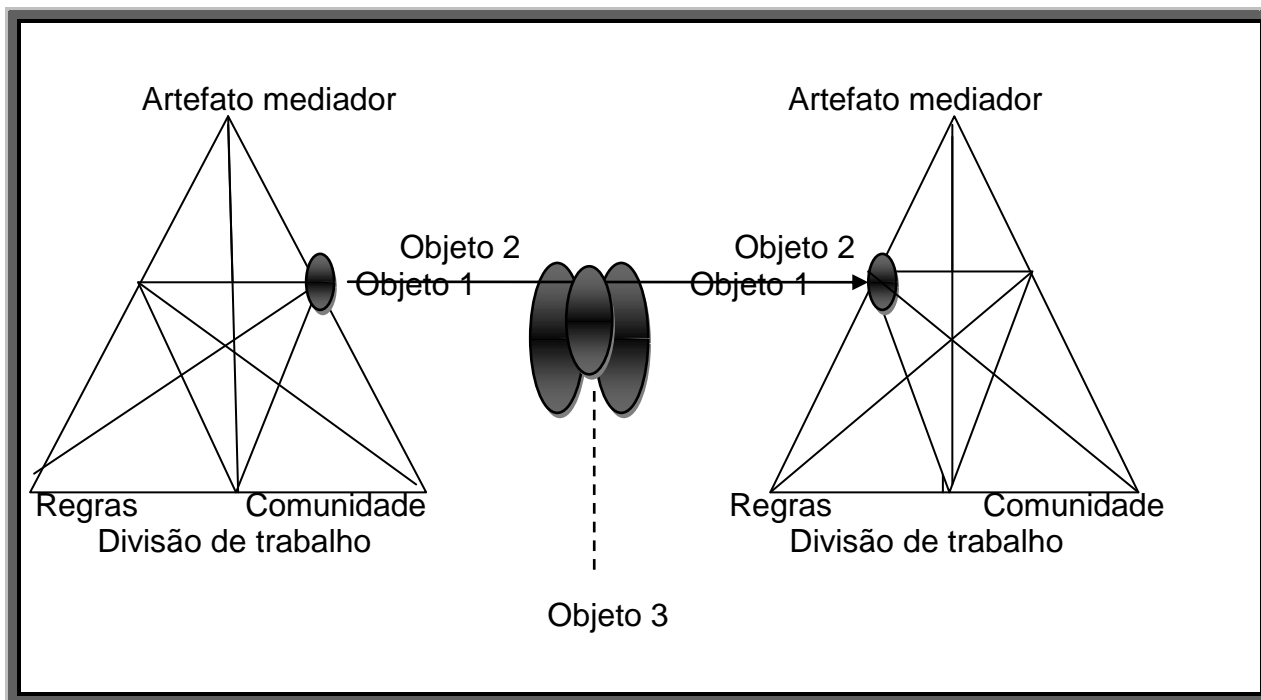 Artefato mediador
Artefato mediador
Objeto 2
Objeto 2
Objeto 1
Objeto 1
Regras
Comunidade
Regras
Comunidade
Divisão de trabalho
Divisão de trabalho
Objeto 3